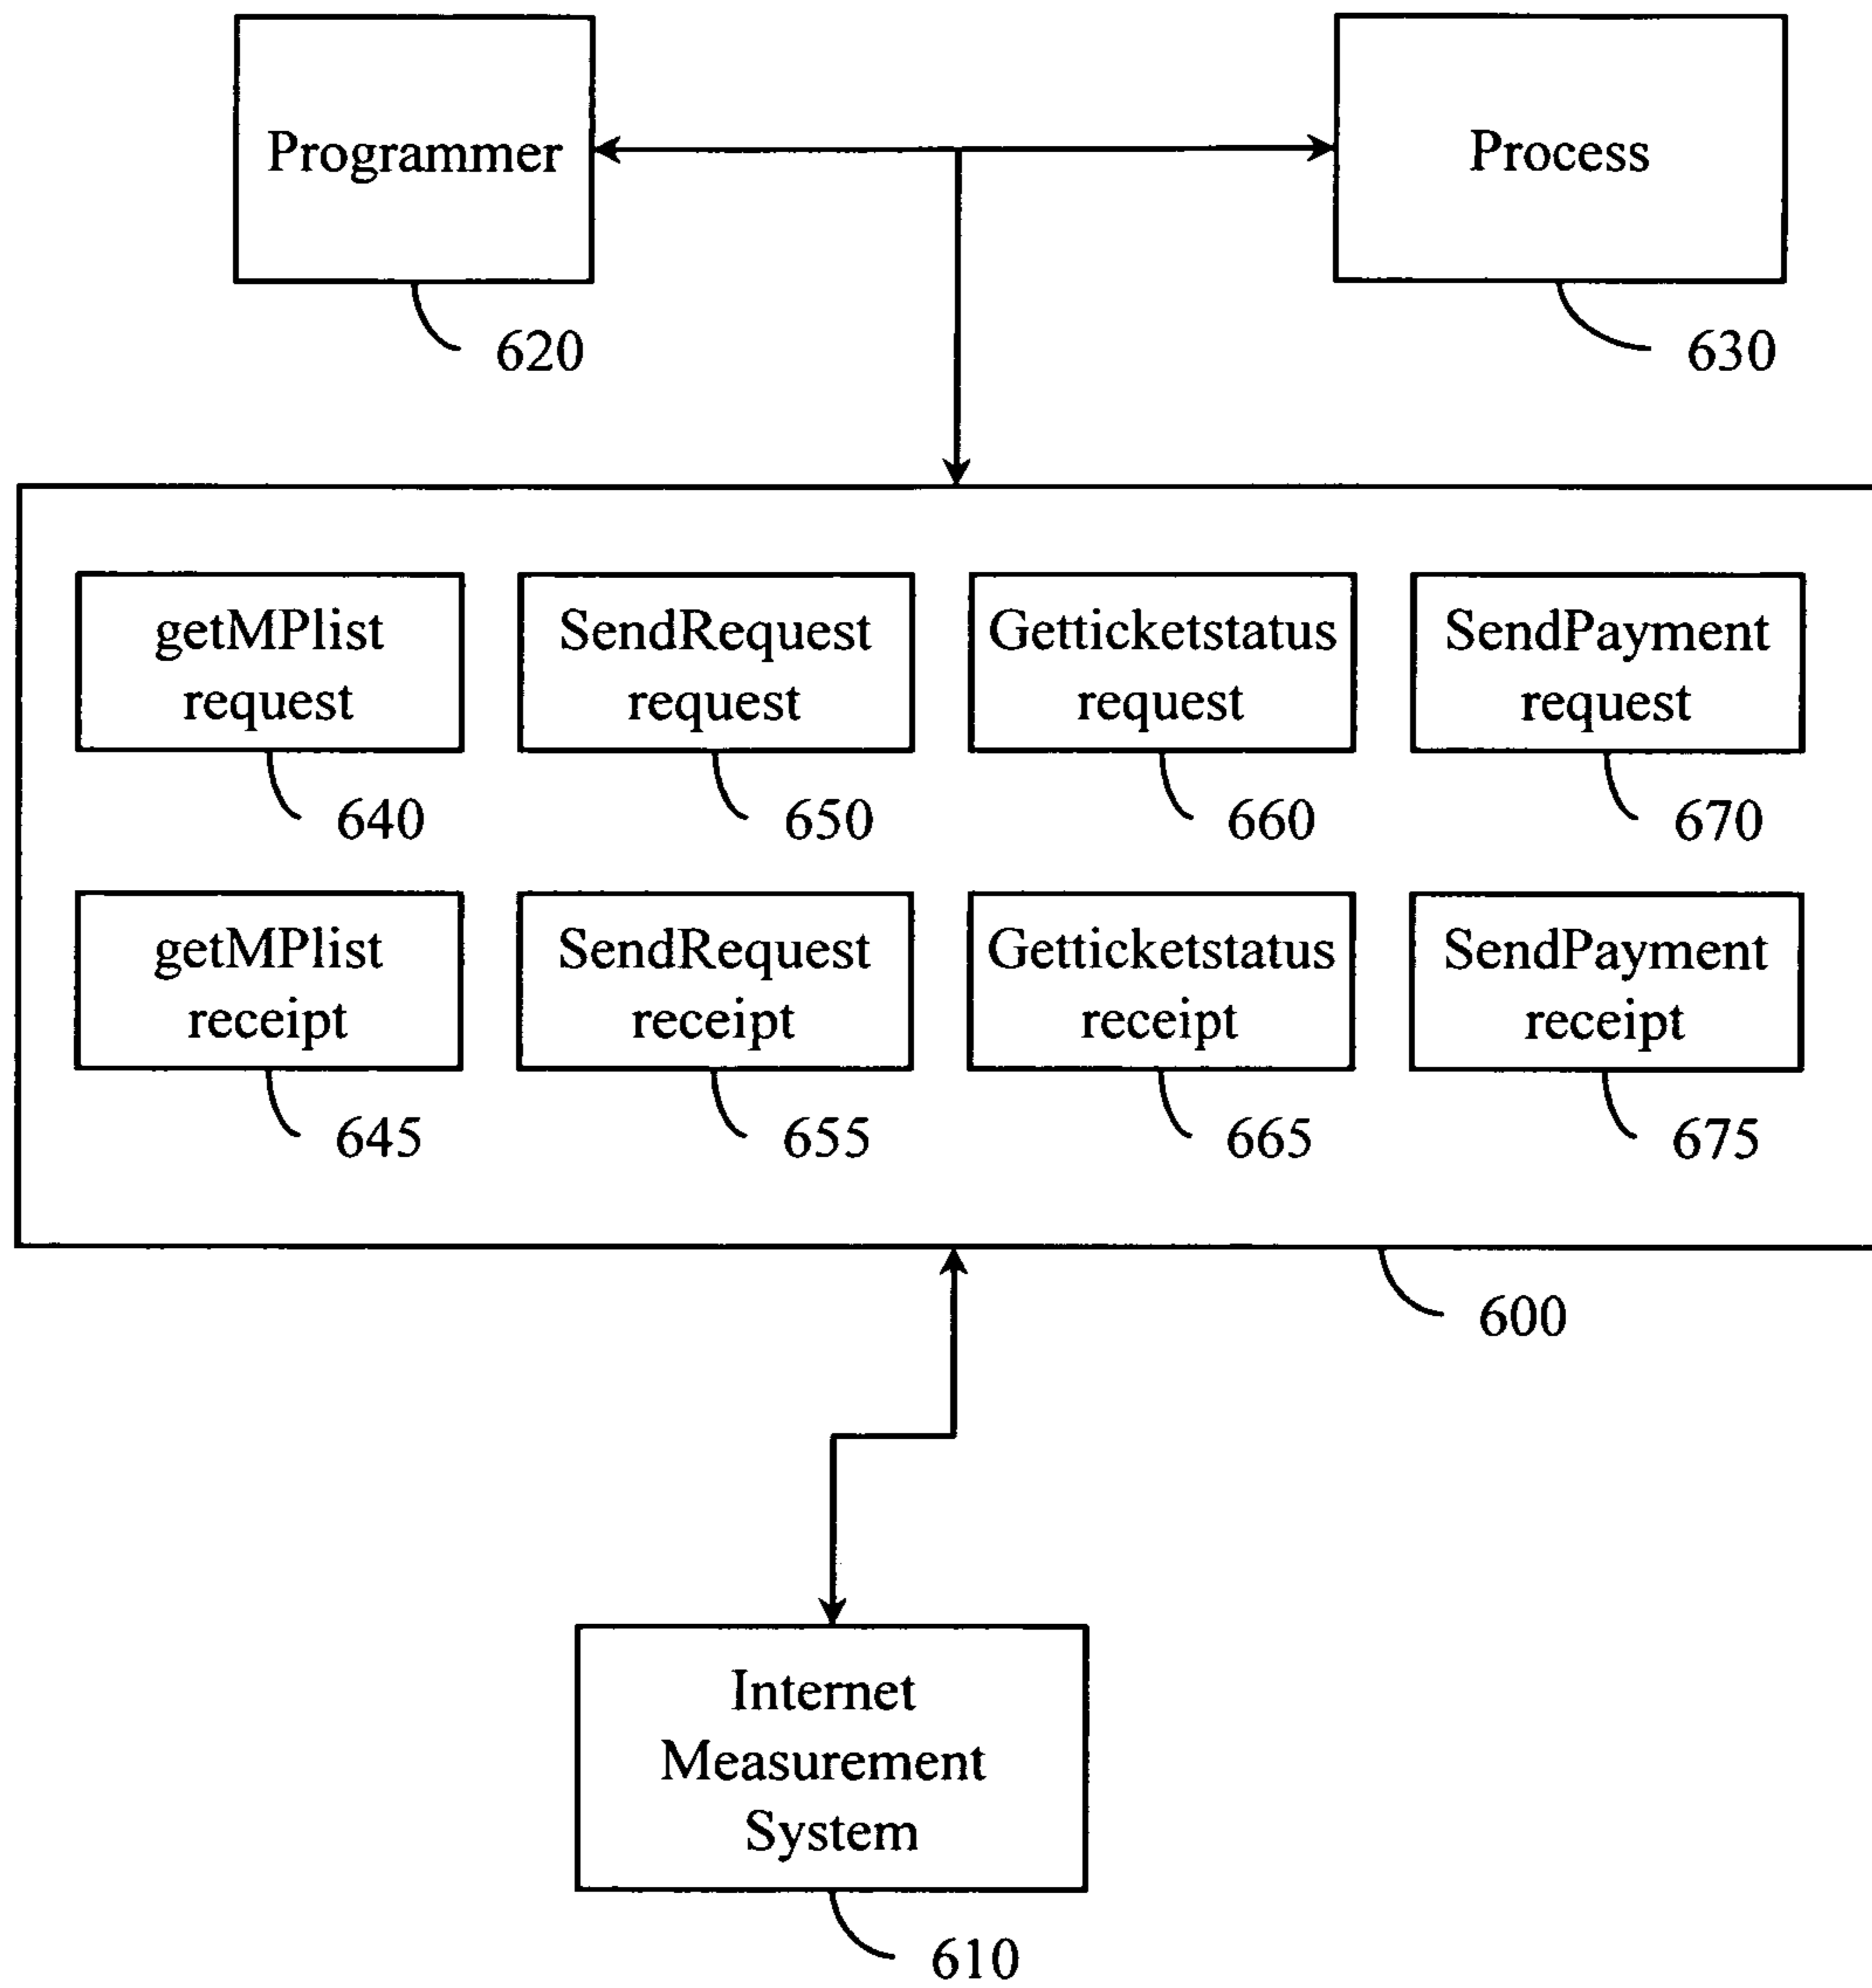 Programmer
Process
620
630
getMPlist
request
SendRequest
request
Getticketstatus
request
SendPayment
request
640
650
660
670
getMPlist
receipt
SendRequest
receipt
Getticketstatus
receipt
SendPayment
receipt
645
655
665
675
600
Internet
Measurement
System
610